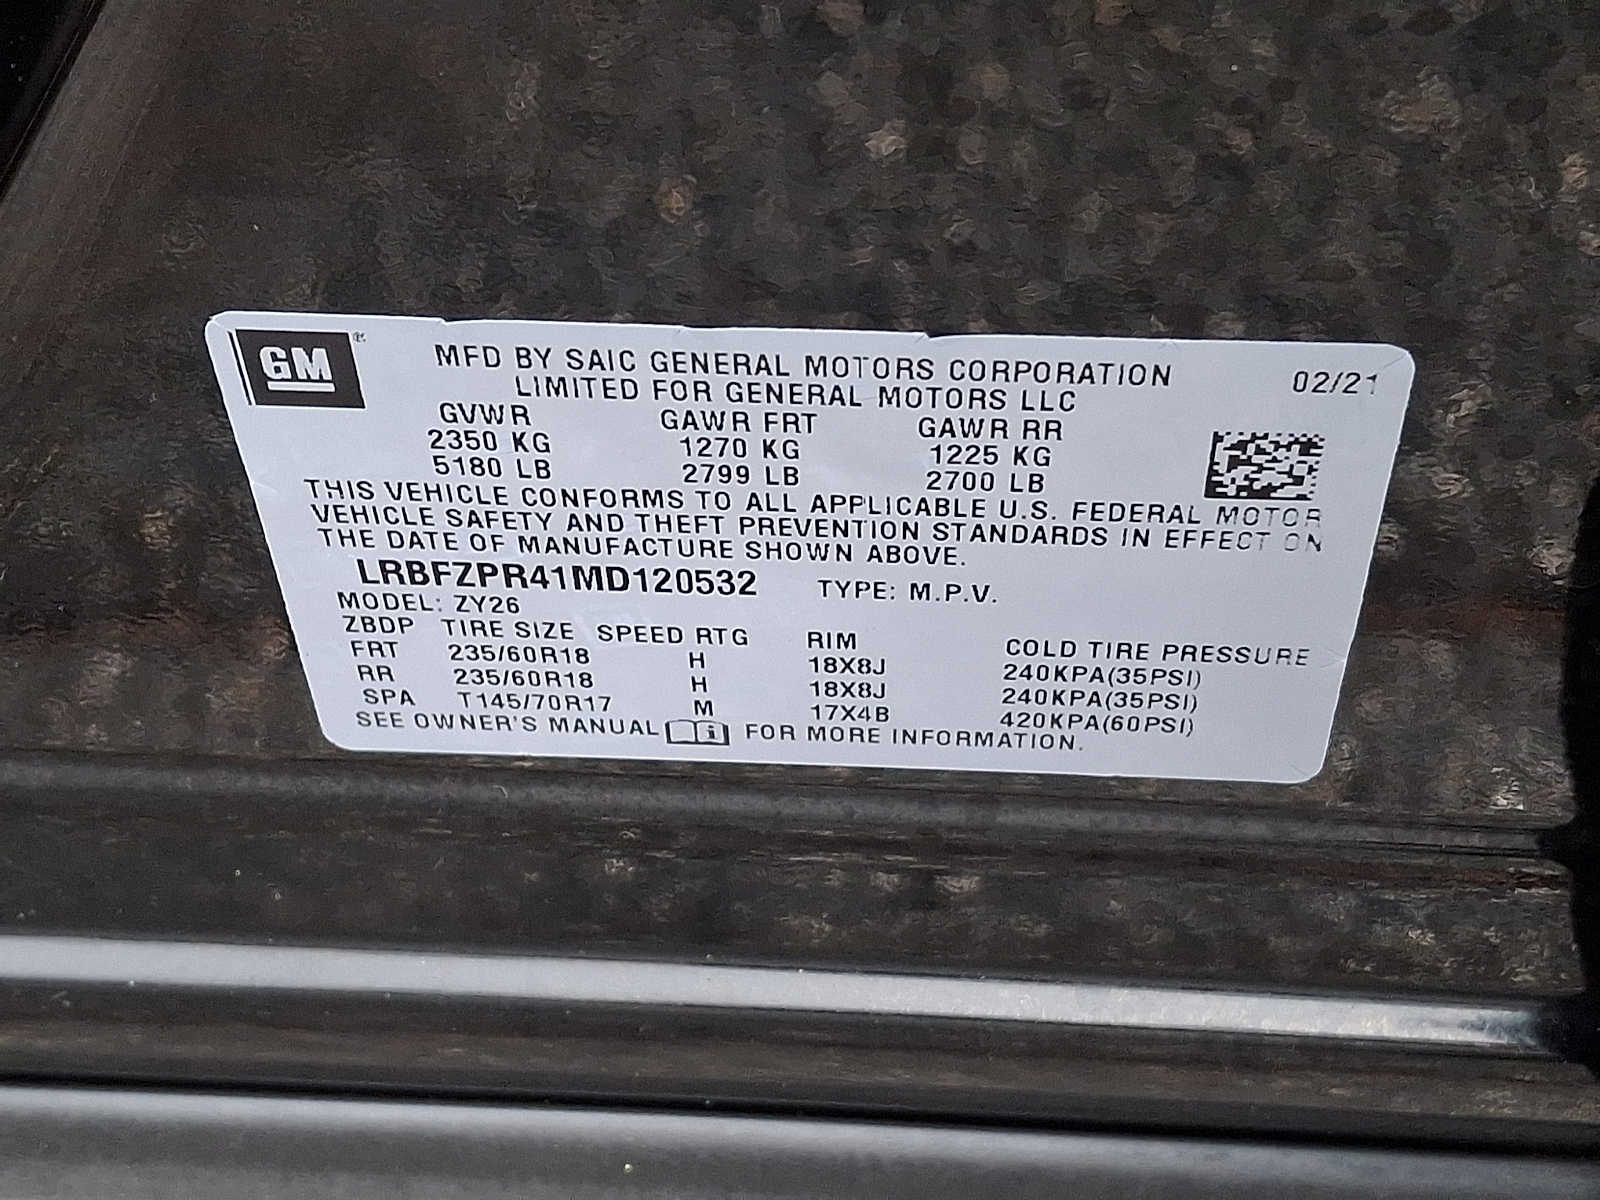 GM ®
MFD BY SAIC GENERAL MOTORS CORPORATION 02/21
LIMITED FOR GENERAL MOTORS LLC
GVWR GAWR FRT GAWR RR
2350 KG 1270 KG 1225 KG
5180 LB 2799 LB 2700 LB
THIS VEHICLE CONFORMS TO ALL APPLICABLE U.S. FEDERAL MOTOR
VEHICLE SAFETY AND THEFT PREVENTION STANDARDS IN EFFECT ON
THE DATE OF MANUFACTURE SHOWN ABOVE.
LRBFZPR41MD120532 TYPE: M.P.V.
MODEL: ZY26
ZBDP TIRE SIZE SPEED RTG RIM COLD TIRE PRESSURE
FRT 235/60R18 H 18X8J 240KPA(35PSI)
RR 235/60R18 H 18X8J 240KPA(35PSI)
SPA T145/70R17 M 17X4B 420KPA(60PSI)
SEE OWNER'S MANUAL i FOR MORE INFORMATION.